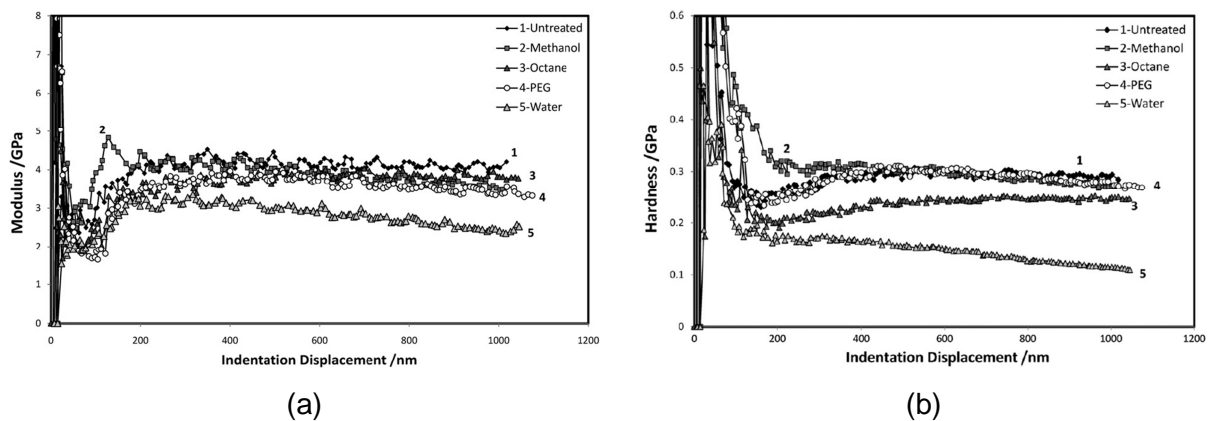 8
7
6
5
4
3
2
1
0
Modulus /GPa
1-Untreated
2-Methanol
3-Octane
4-PEG
5-Water
2
1
3
4
5
0 200 400 600 800 1000 1200
Indentation Displacement /nm
(a)
0.6
0.5
0.4
0.3
0.2
0.1
0
Hardness /GPa
1-Untreated
2-Methanol
3-Octane
4-PEG
5-Water
2
1
4
3
5
0 200 400 600 800 1000 1200
Indentation Displacement /nm
(b)